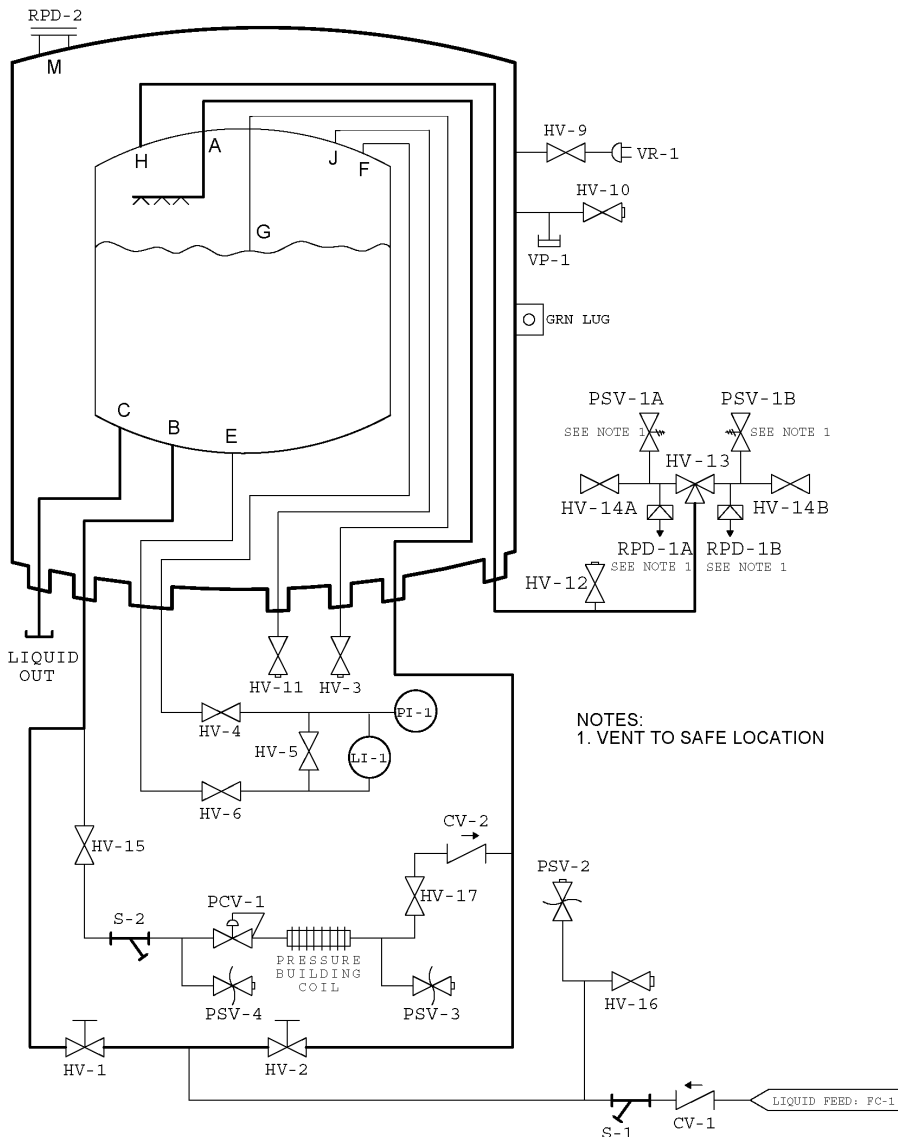 RPD-2
M
H
A
J
F
G
HV-9
VR-1
HV-10
VP-1
GRN LUG
C
B
E
PSV-1A
SEE NOTE 1
PSV-1B
SEE NOTE 1
HV-13
HV-14A
HV-14B
RPD-1A
SEE NOTE 1
RPD-1B
SEE NOTE 1
HV-12
LIQUID
OUT
HV-11
HV-3
HV-4
PI-1
HV-5
LI-1
HV-6
NOTES:
1. VENT TO SAFE LOCATION
HV-15
CV-2
HV-17
PSV-2
S-2
PCV-1
PRESSURE
BUILDING
COIL
PSV-4
PSV-3
HV-16
HV-1
HV-2
S-1
CV-1
LIQUID FEED: FC-1